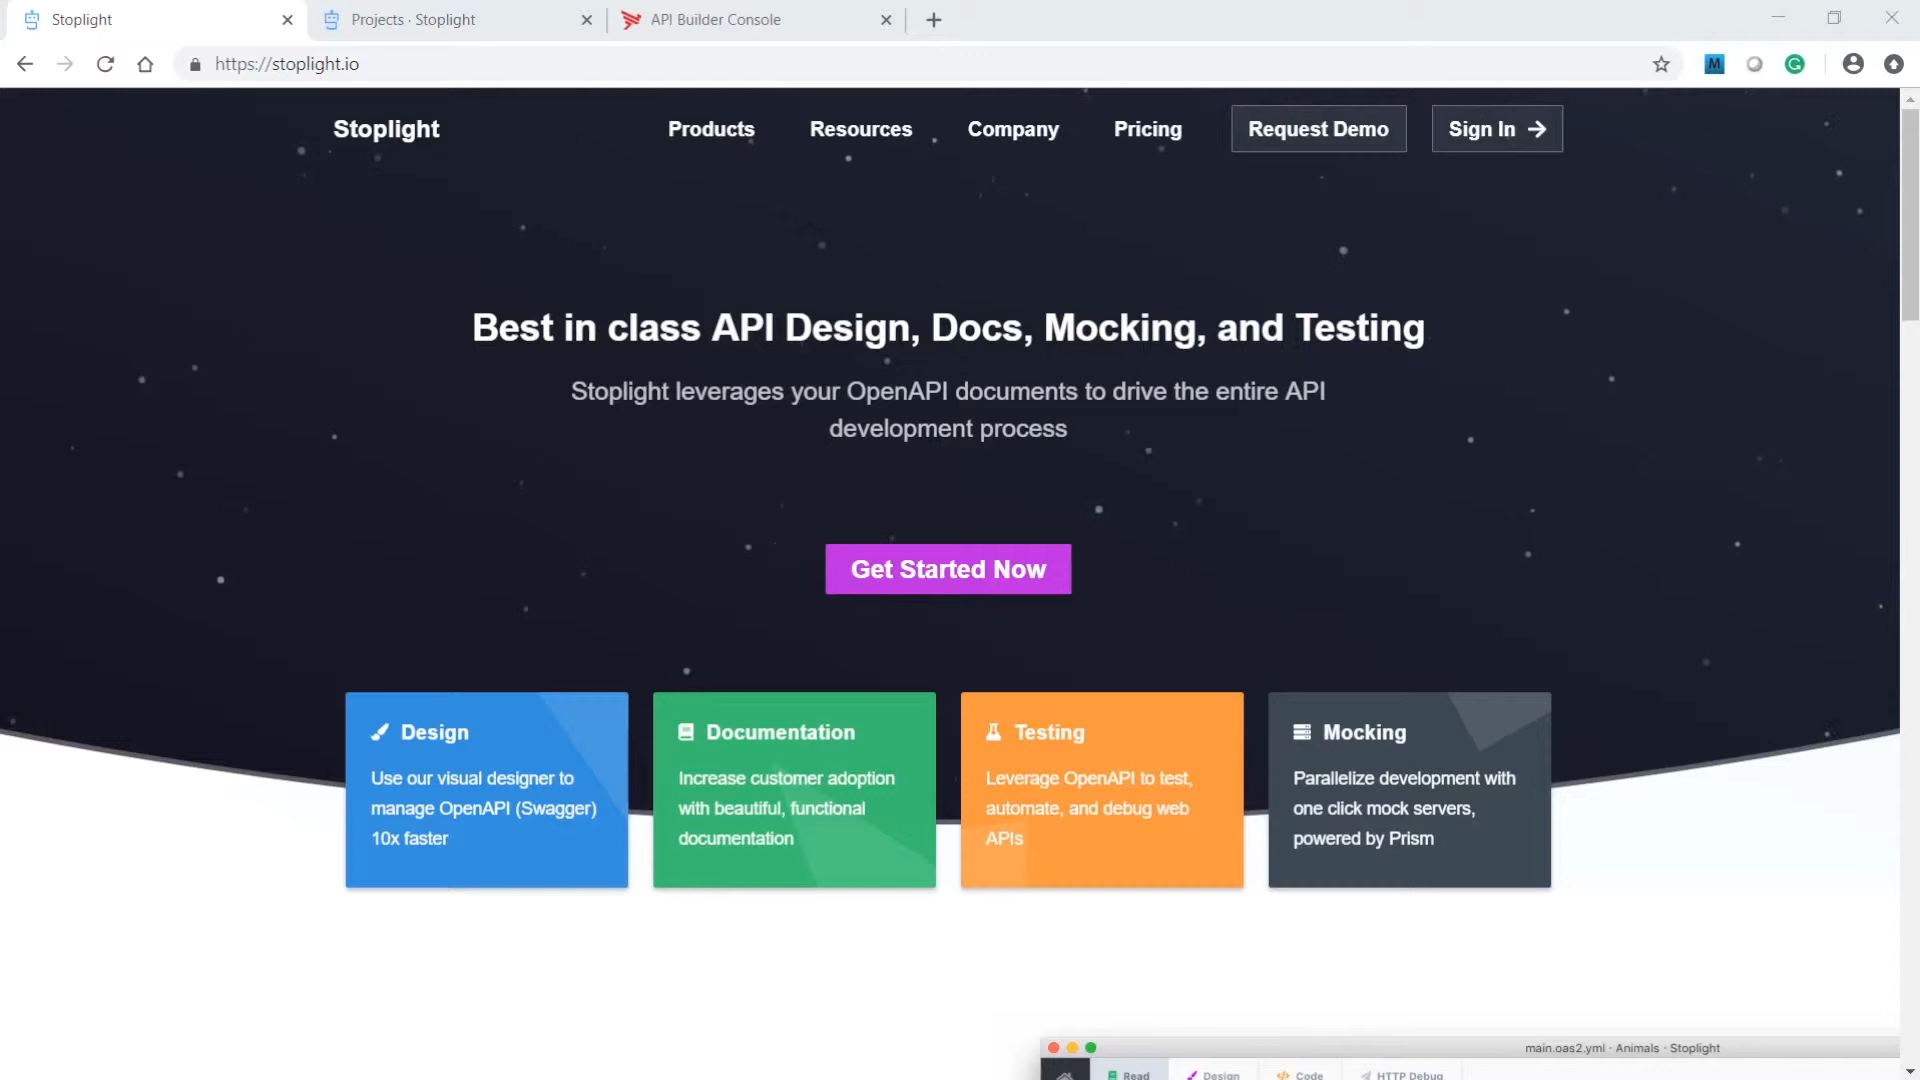 Stoplight
Projects · Stoplight
API Builder Console
https://stoplight.io
M
G
Stoplight
Products
Resources
Company
Pricing
Request Demo
Sign In
Best in class API Design, Docs, Mocking, and Testing
Stoplight leverages your OpenAPI documents to drive the entire API
development process
Get Started Now
Design
Use our visual designer to
manage OpenAPI (Swagger)
10x faster
Documentation
Increase customer adoption
with beautiful, functional
documentation
Testing
Leverage OpenAPI to test,
automate, and debug web
APIs
Mocking
Parallelize development with
one click mock servers,
powered by Prism
main.oas2.yml · Animals · Stoplight
Read
Design
Code
HTTP Debug